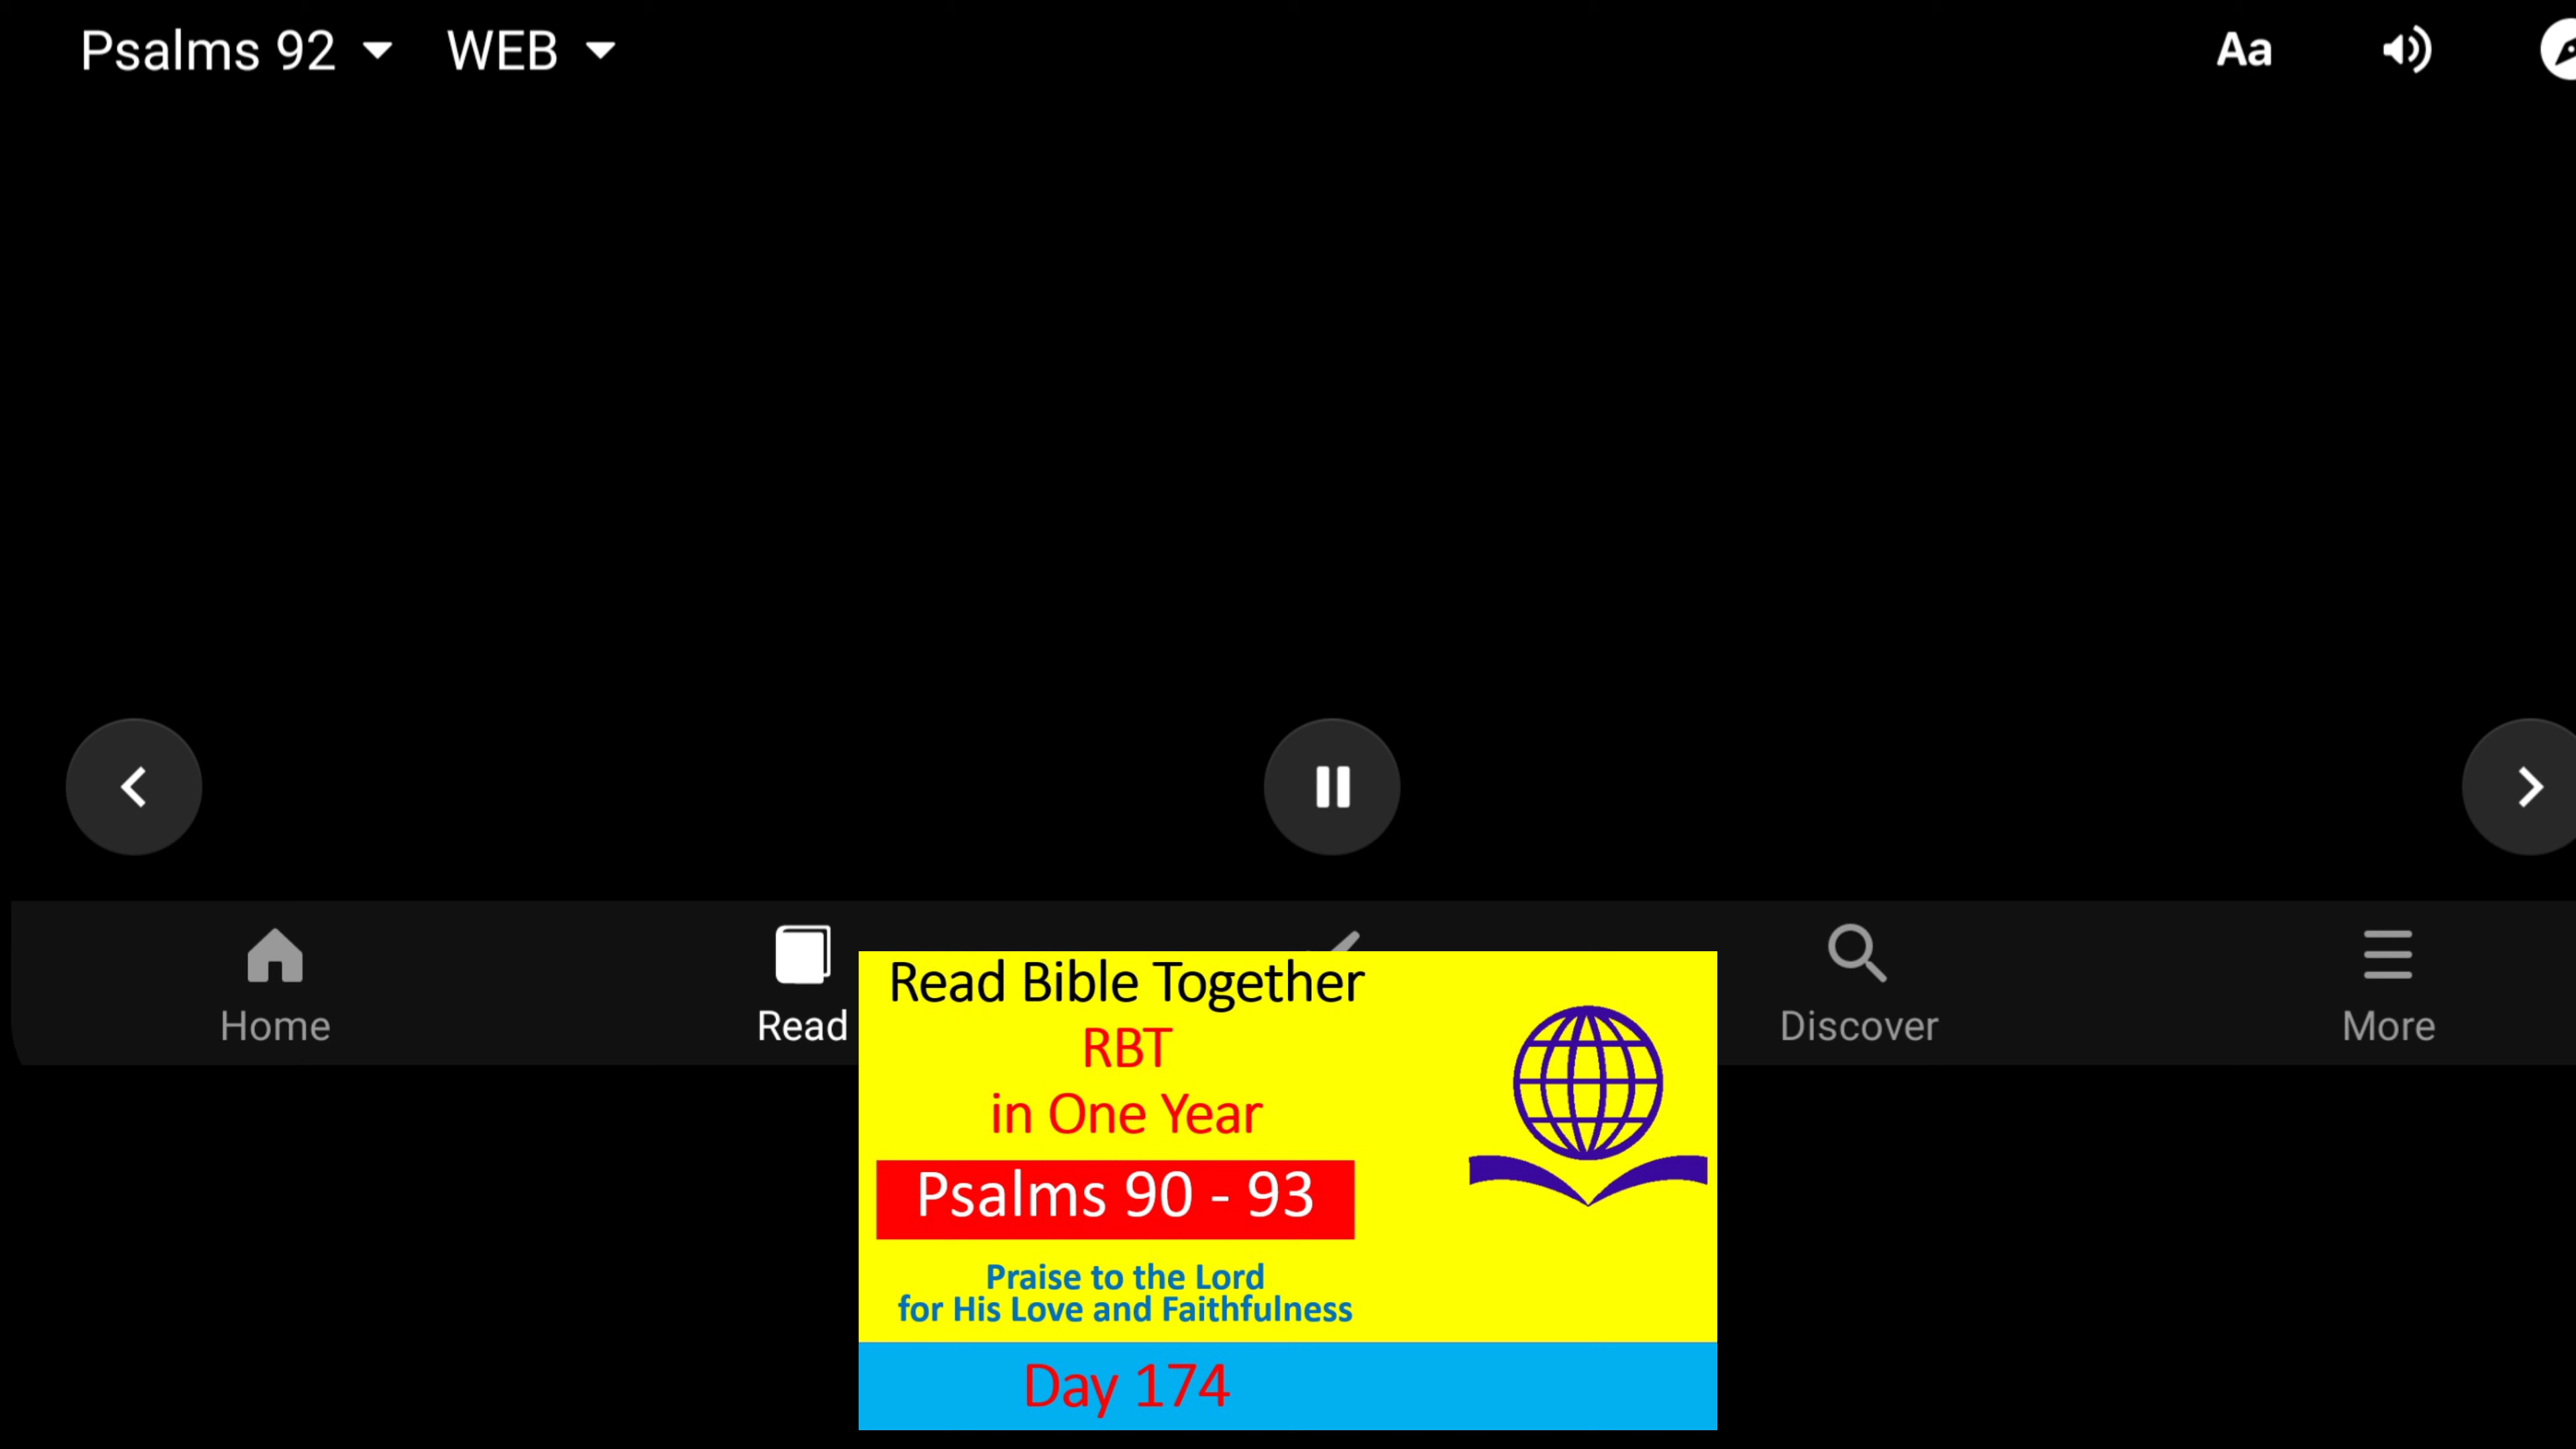 Psalms 92 WEB Aa
Home Read Discover More
Read Bible Together
RBT
in One Year
Psalms 90 - 93
Praise to the Lord
for His Love and Faithfulness
Day 174